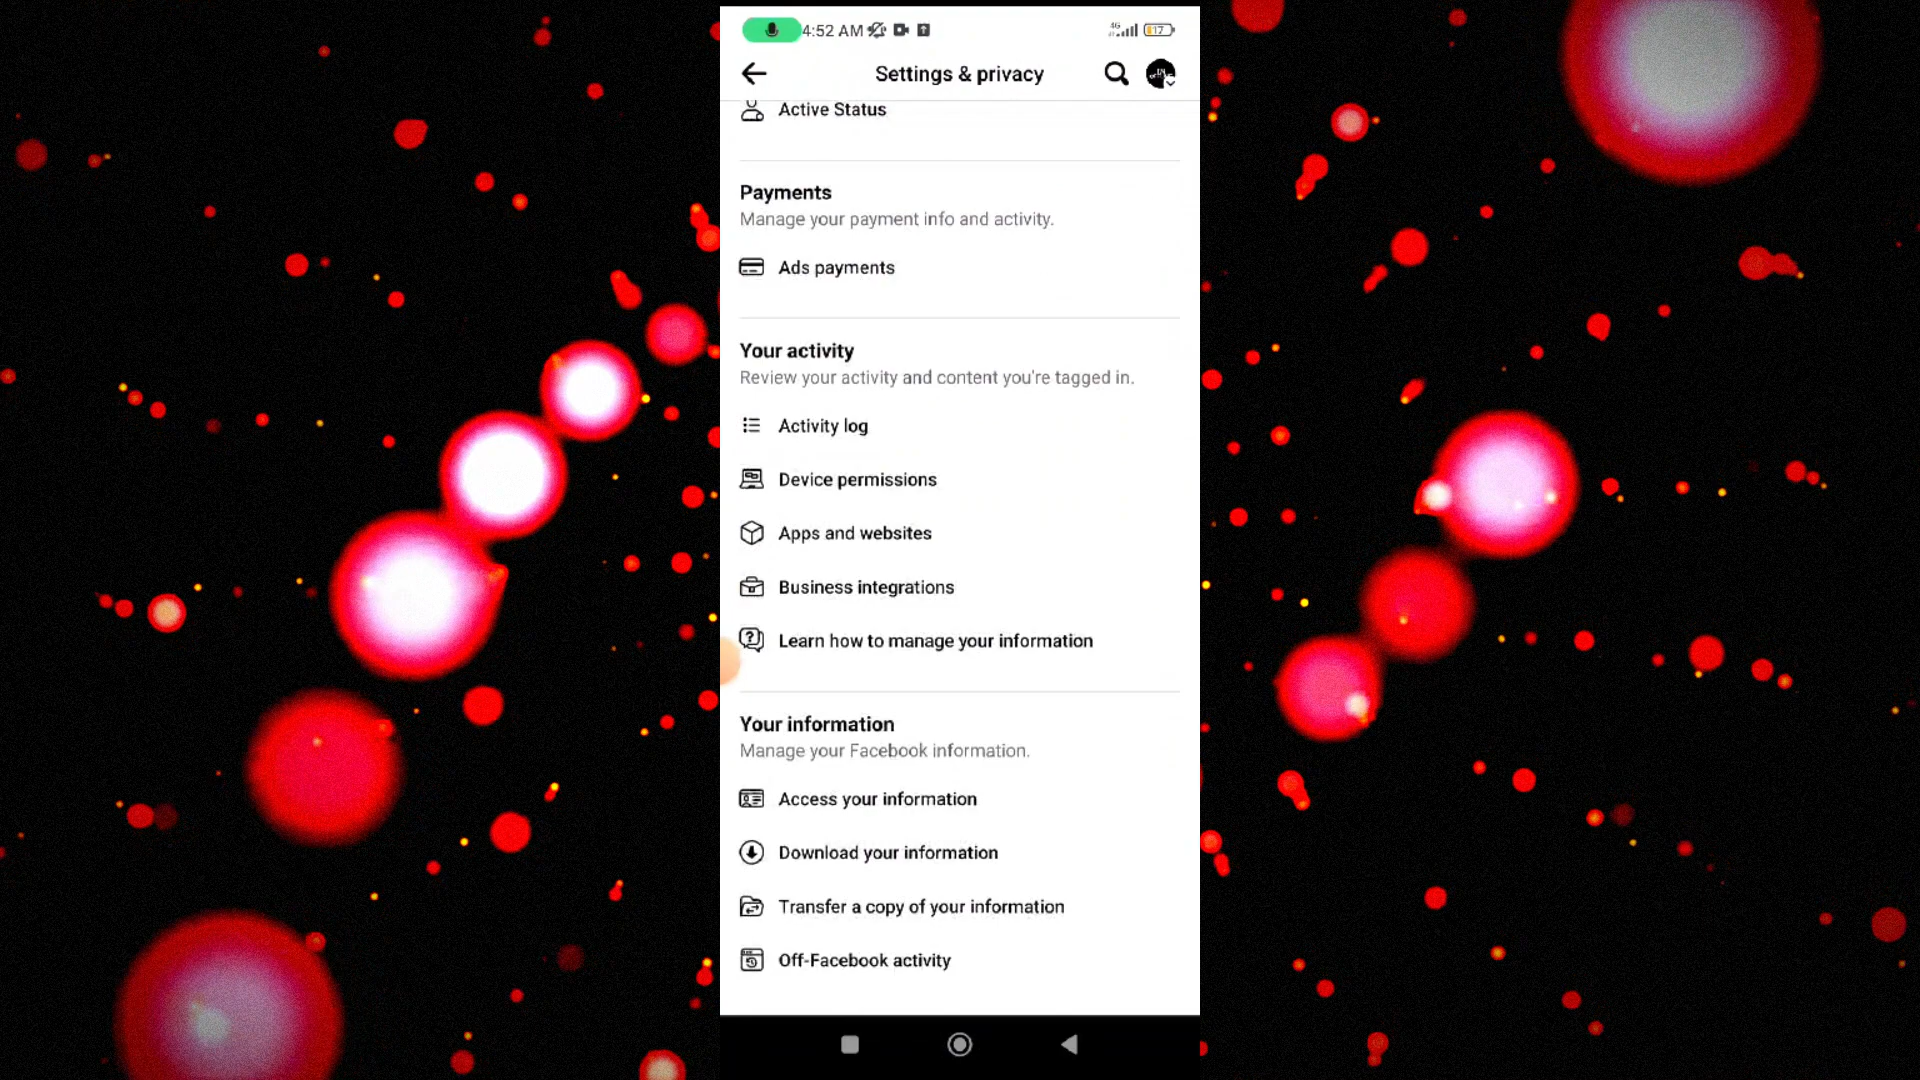 4:52 AM
4G
17
Settings & privacy
Active Status
Payments
Manage your payment info and activity.
Ads payments
Your activity
Review your activity and content you're tagged in.
Activity log
Device permissions
Apps and websites
Business integrations
Learn how to manage your information
Your information
Manage your Facebook information.
Access your information
Download your information
Transfer a copy of your information
Off-Facebook activity